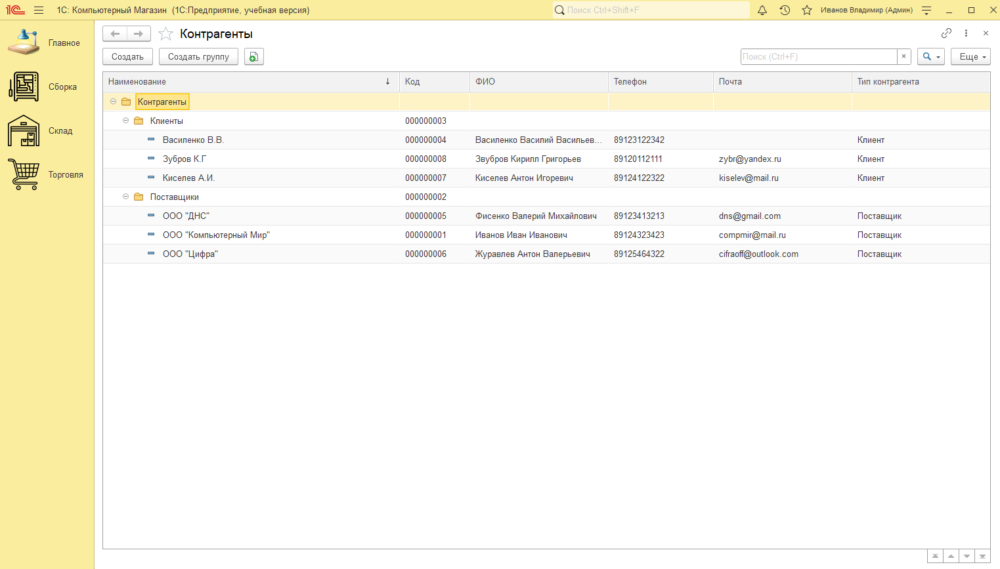 1С: Компьютерный Магазин (1С:Предприятие, учебная версия) Поиск Ctrl+Shift+F Иванов Владимир (Админ)
Главное
Сборка
Склад
Торговля
Контрагенты
Создать Создать группу Поиск (Ctrl+F) × Еще
Наименование ↓ Код ФИО Телефон Почта Тип контрагента
Контрагенты
Клиенты 000000003
Василенко В.В. 000000004 Василенко Василий Васильев... 89123122342 Клиент
Зубров К.Г 000000008 Звубров Кирилл Григорьев 89120112111 zybr@yandex.ru Клиент
Киселев А.И. 000000007 Киселев Антон Игоревич 89124122322 kiselev@mail.ru Клиент
Поставщики 000000002
ООО "ДНС" 000000005 Фисенко Валерий Михайлович 89123413213 dns@gmail.com Поставщик
ООО "Компьютерный Мир" 000000001 Иванов Иван Иванович 89124323423 compmir@mail.ru Поставщик
ООО "Цифра" 000000006 Журавлев Антон Валерьевич 89125464322 cifraoff@outlook.com Поставщик